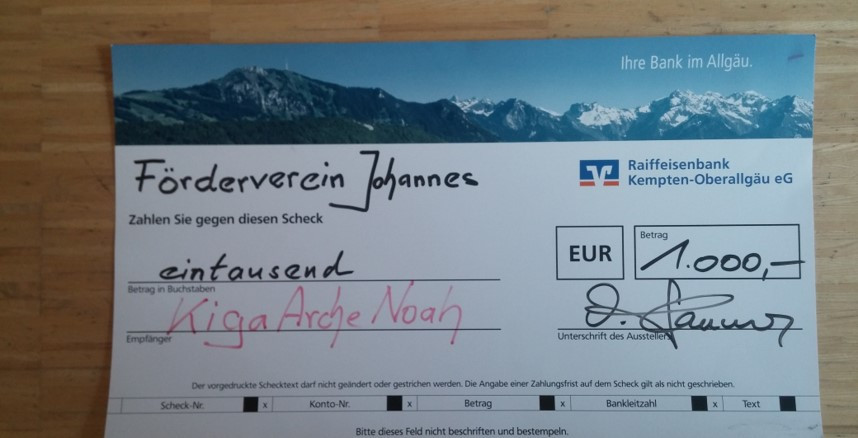 Ihre Bank im Allgäu.
Förderverein Johannes
Raiffeisenbank
Kempten-Oberallgäu eG
Zahlen Sie gegen diesen Scheck
eintausend
EUR
Betrag
1.000,-
Betrag in Buchstaben
Kiga Arche Noah
Empfänger
Unterschrift des Ausstellers
Der vorgedruckte Schecktext darf nicht geändert oder gestrichen werden. Die Angabe einer Zahlungsfrist auf dem Scheck gilt als nicht geschrieben.
Scheck-Nr. x Konto-Nr. x Betrag x Bankleitzahl x Text
Bitte dieses Feld nicht beschriften und bestempeln.